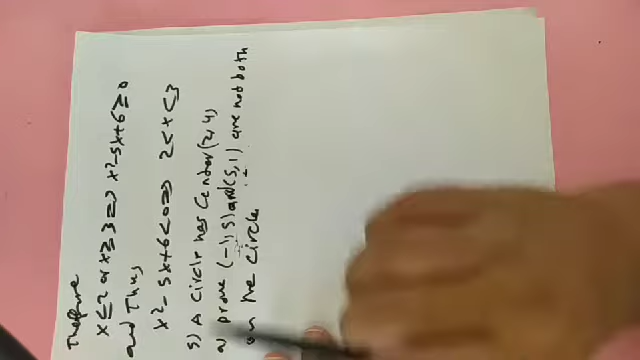 Therefore
x ≤ 2 or x ≥ 3 => x²-5x+6 ≥ 0
and Thus
x² - 5x+6 <0 => 2 < x < 3
5) A circle has Center (2,4)
a) prove (-1,5) and (5,1) are not both
on the circle